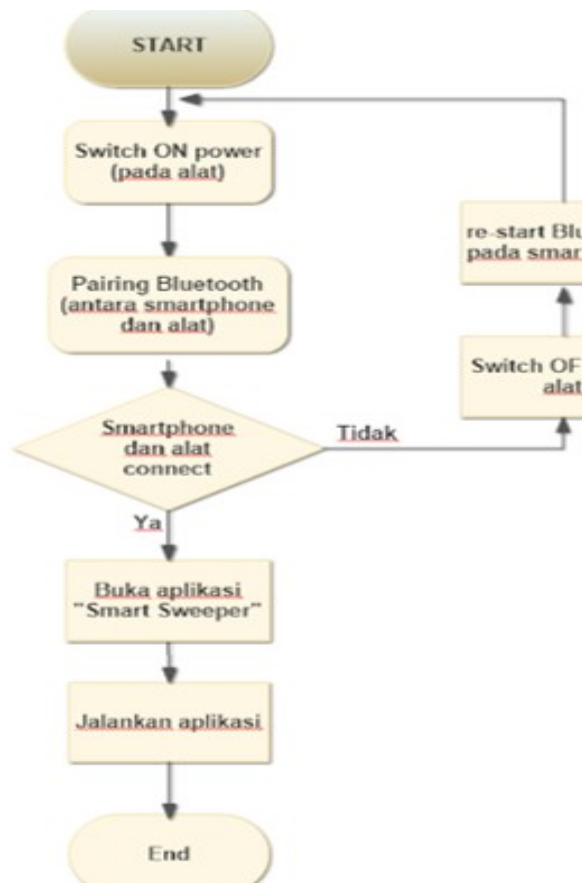 START
Switch ON power
(pada alat)
Pairing Bluetooth
(antara smartphone
dan alat)
Smartphone
dan alat
connect
Tidak
Ya
Buka aplikasi
"Smart Sweeper"
Jalankan aplikasi
End
Switch OF
alat
re-start Blu
pada smar